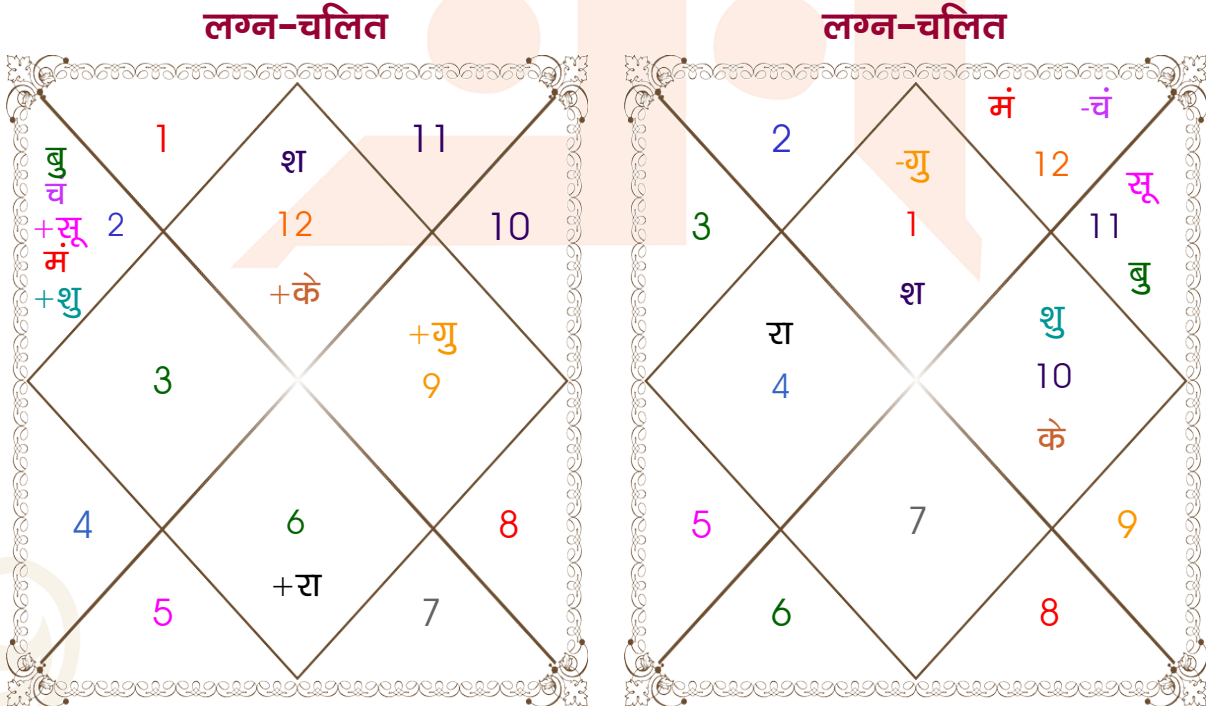 लग्न-चलित
1
11
श
बु
चं
+सू
2
12
10
मं
+शु
+के
+गु
3
9
4
6
8
+रा
5
7
लग्न-चलित
मं
-चं
2
-गु
12
सू
3
1
11
बु
श
शु
रा
10
4
के
5
7
9
6
8